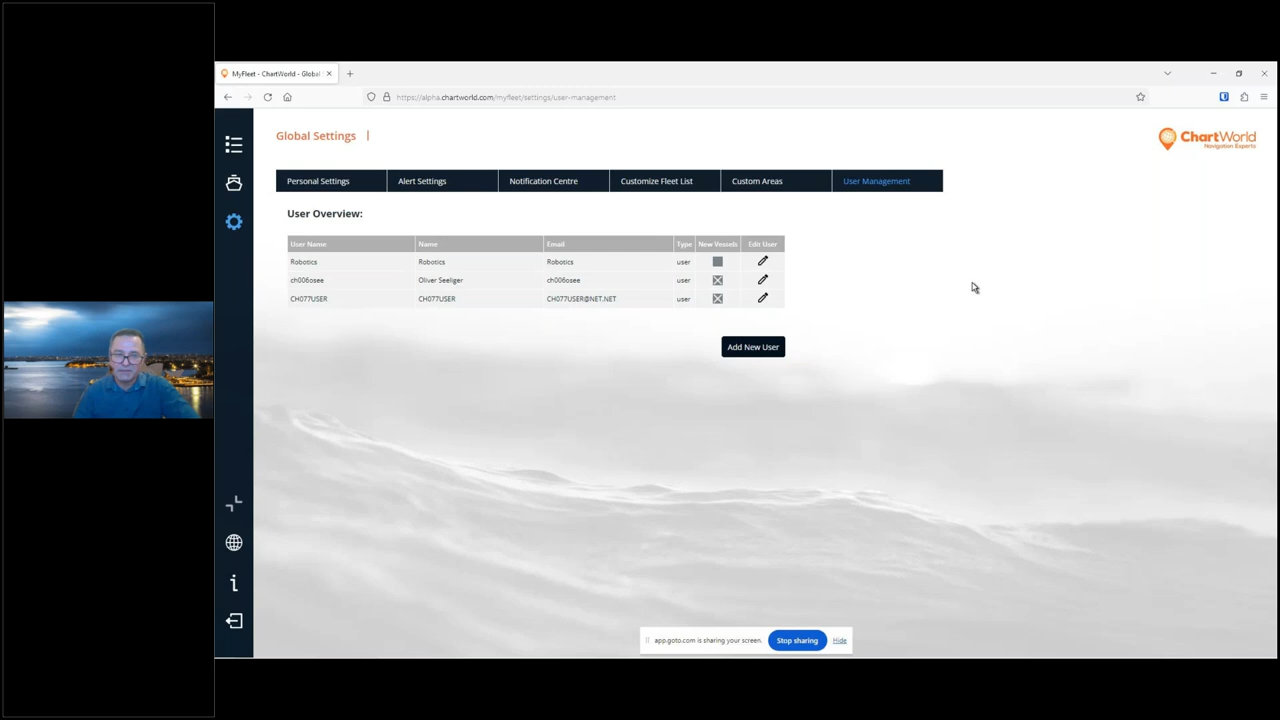 MyFleet - ChartWorld - Global
https://alpha.chartworld.com/myfleet/settings/user-management
Global Settings |
ChartWorld
Navigation Experts
Personal Settings Alert Settings Notification Centre Customize Fleet List Custom Areas User Management
User Overview:
User Name Name Email Type New Vessels Edit User
Robotics Robotics Robotics user
ch006osee Oliver Seeliger ch006osee user
CH077USER CH077USER CH077USER@NET.NET user
Add New User
app.goto.com is sharing your screen. Stop sharing Hide